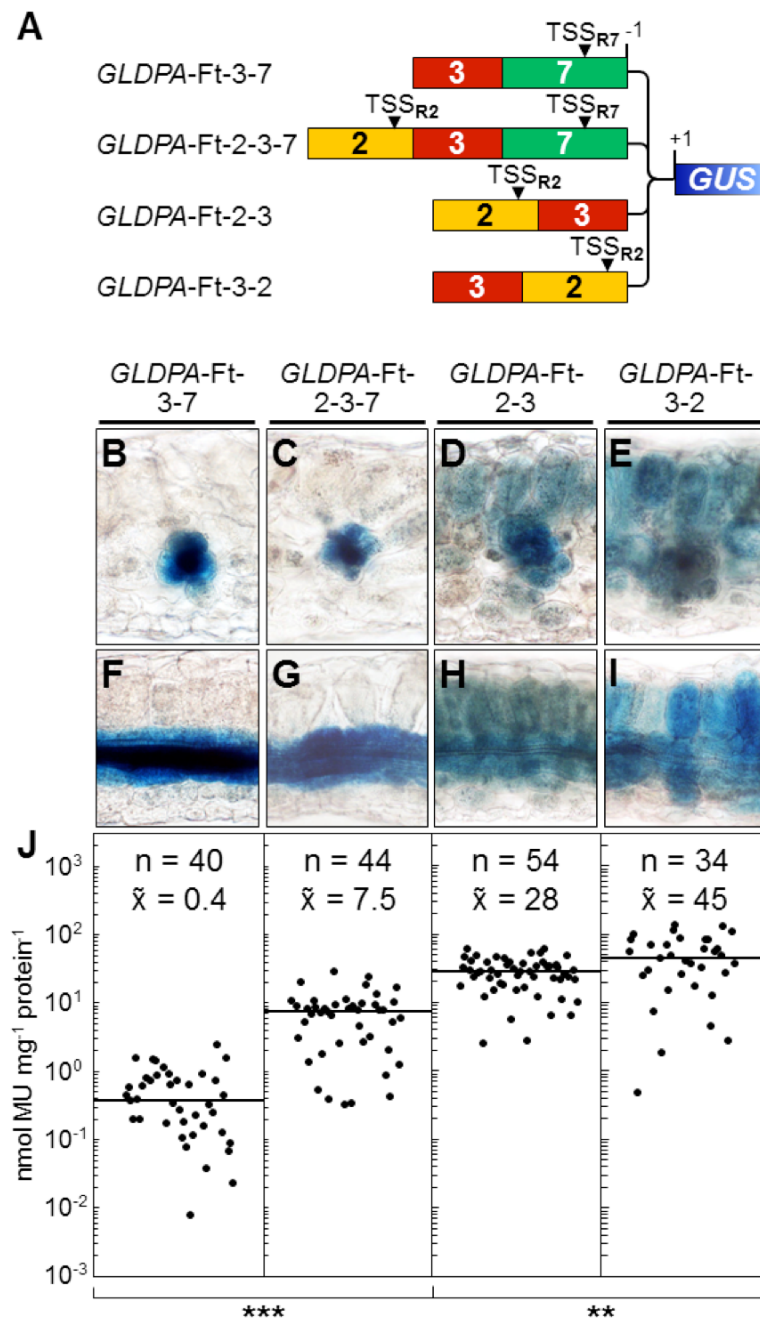 A
TSSR7 -1
GLDPA-Ft-3-7
3 7
TSSR2 TSSR7
GLDPA-Ft-2-3-7
2 3 7
+1
GUS
TSSR2
GLDPA-Ft-2-3
2 3
TSSR2
GLDPA-Ft-3-2
3 2
GLDPA-Ft-
3-7
GLDPA-Ft-
2-3-7
GLDPA-Ft-
2-3
GLDPA-Ft-
3-2
B C D E
F G H I
J
n = 40 n = 44 n = 54 n = 34
x̃ = 0.4 x̃ = 7.5 x̃ = 28 x̃ = 45
nmol MU mg⁻¹ protein⁻¹
10³
10²
10¹
10⁰
10⁻¹
10⁻²
10⁻³
*** **